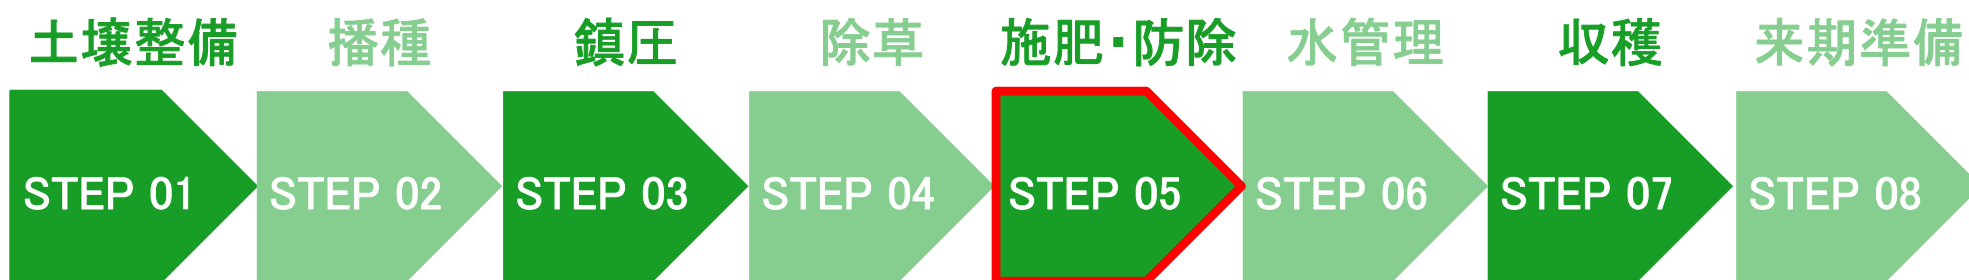 土壌整備 播種 鎮圧 除草 施肥・防除 水管理 収穫 来期準備
STEP 01 STEP 02 STEP 03 STEP 04 STEP 05 STEP 06 STEP 07 STEP 08